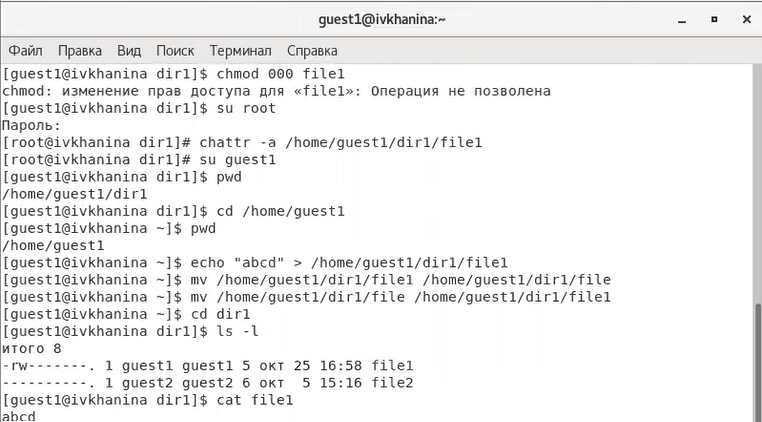 guest1@ivkhanina:~
Файл Правка Вид Поиск Терминал Справка
[guest1@ivkhanina dir1]$ chmod 000 file1
chmod: изменение прав доступа для «file1»: Операция не позволена
[guest1@ivkhanina dir1]$ su root
Пароль:
[root@ivkhanina dir1]# chattr -a /home/guest1/dir1/file1
[root@ivkhanina dir1]# su guest1
[guest1@ivkhanina dir1]$ pwd
/home/guest1/dir1
[guest1@ivkhanina dir1]$ cd /home/guest1
[guest1@ivkhanina ~]$ pwd
/home/guest1
[guest1@ivkhanina ~]$ echo "abcd" > /home/guest1/dir1/file1
[guest1@ivkhanina ~]$ mv /home/guest1/dir1/file1 /home/guest1/dir1/file
[guest1@ivkhanina ~]$ mv /home/guest1/dir1/file /home/guest1/dir1/file1
[guest1@ivkhanina ~]$ cd dir1
[guest1@ivkhanina dir1]$ ls -l
итого 8
-rw-------. 1 guest1 guest1 5 окт 25 16:58 file1
----------. 1 guest2 guest2 6 окт  5 15:16 file2
[guest1@ivkhanina dir1]$ cat file1
abcd